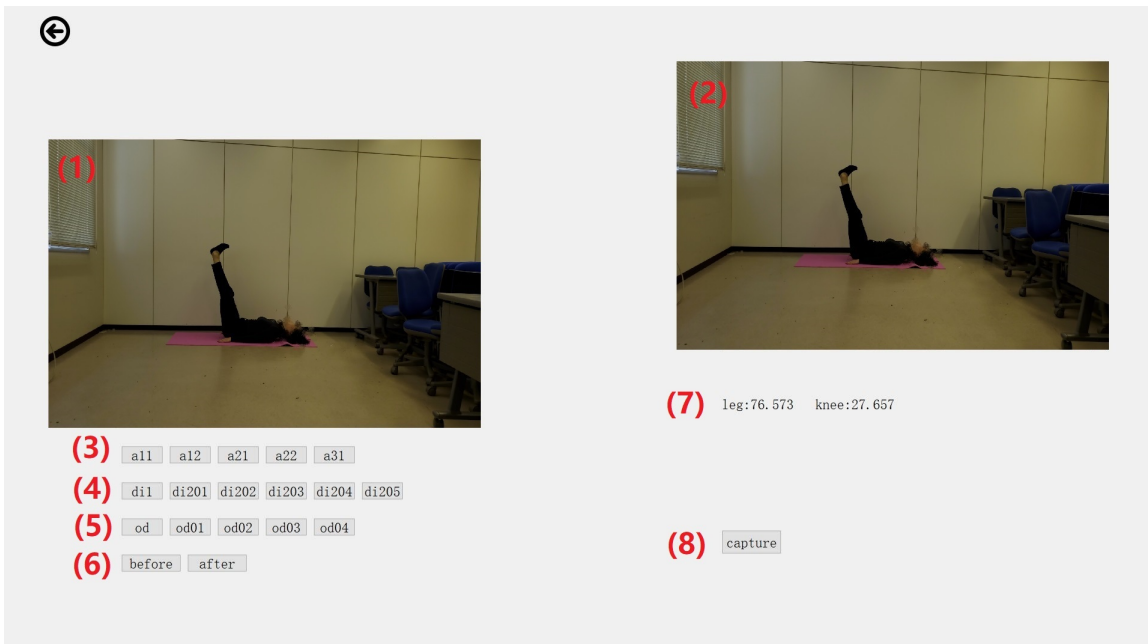 (1)
(2)
(3) a11 a12 a21 a22 a31
(4) di1 di201 di202 di203 di204 di205
(5) od od01 od02 od03 od04
(6) before after
(7) leg:76.573 knee:27.657
(8) capture